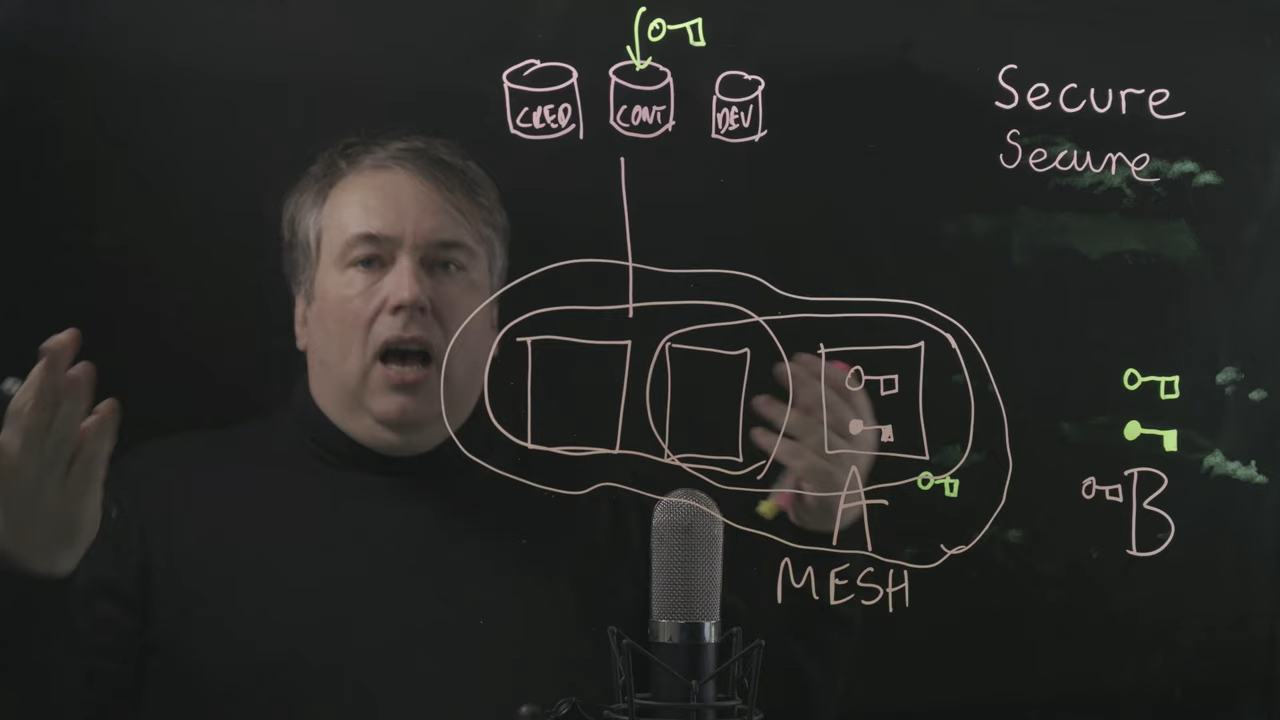 CRED CONT DEV
Secure
Secure
A
B
MESH